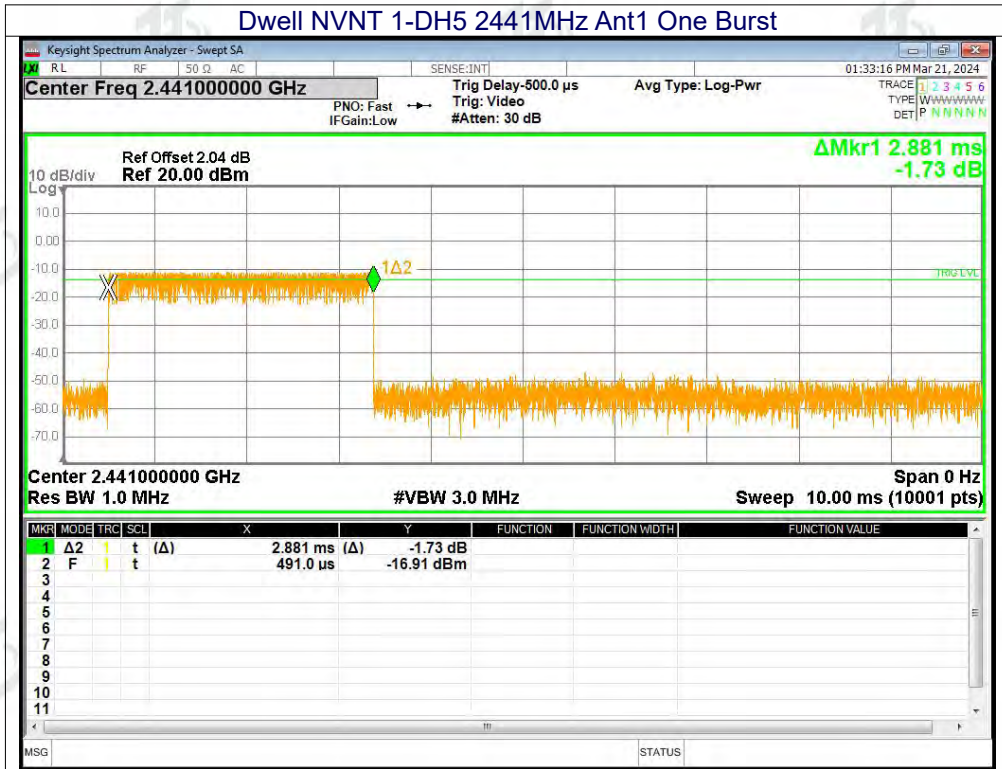 Dwell NVNT 1-DH5 2441MHz Ant1 One Burst
Keysight Spectrum Analyzer - Swept SA
LXI RL RF 50 Ω AC SENSE:INT 01:33:16 PM Mar 21, 2024
Center Freq 2.441000000 GHz PNO: Fast IFGain:Low Trig Delay-500.0 µs Trig: Video #Atten: 30 dB Avg Type: Log-Pwr TRACE 1 2 3 4 5 6
TYPE WWWWWW
DET P N N N N N
ΔMkr1 2.881 ms
-1.73 dB
Ref Offset 2.04 dB
10 dB/div Ref 20.00 dBm
Log
10.0
0.00
-10.0
1Δ2
TRIG LVL
-20.0
-30.0
-40.0
-50.0
-60.0
-70.0
Center 2.441000000 GHz Span 0 Hz
Res BW 1.0 MHz #VBW 3.0 MHz Sweep 10.00 ms (10001 pts)
MKR MODE TRC SCL X Y FUNCTION FUNCTION WIDTH FUNCTION VALUE
1 Δ2 1 t (Δ) 2.881 ms (Δ) -1.73 dB
2 F 1 t 491.0 µs -16.91 dBm
3
4
5
6
7
8
9
10
11
MSG STATUS